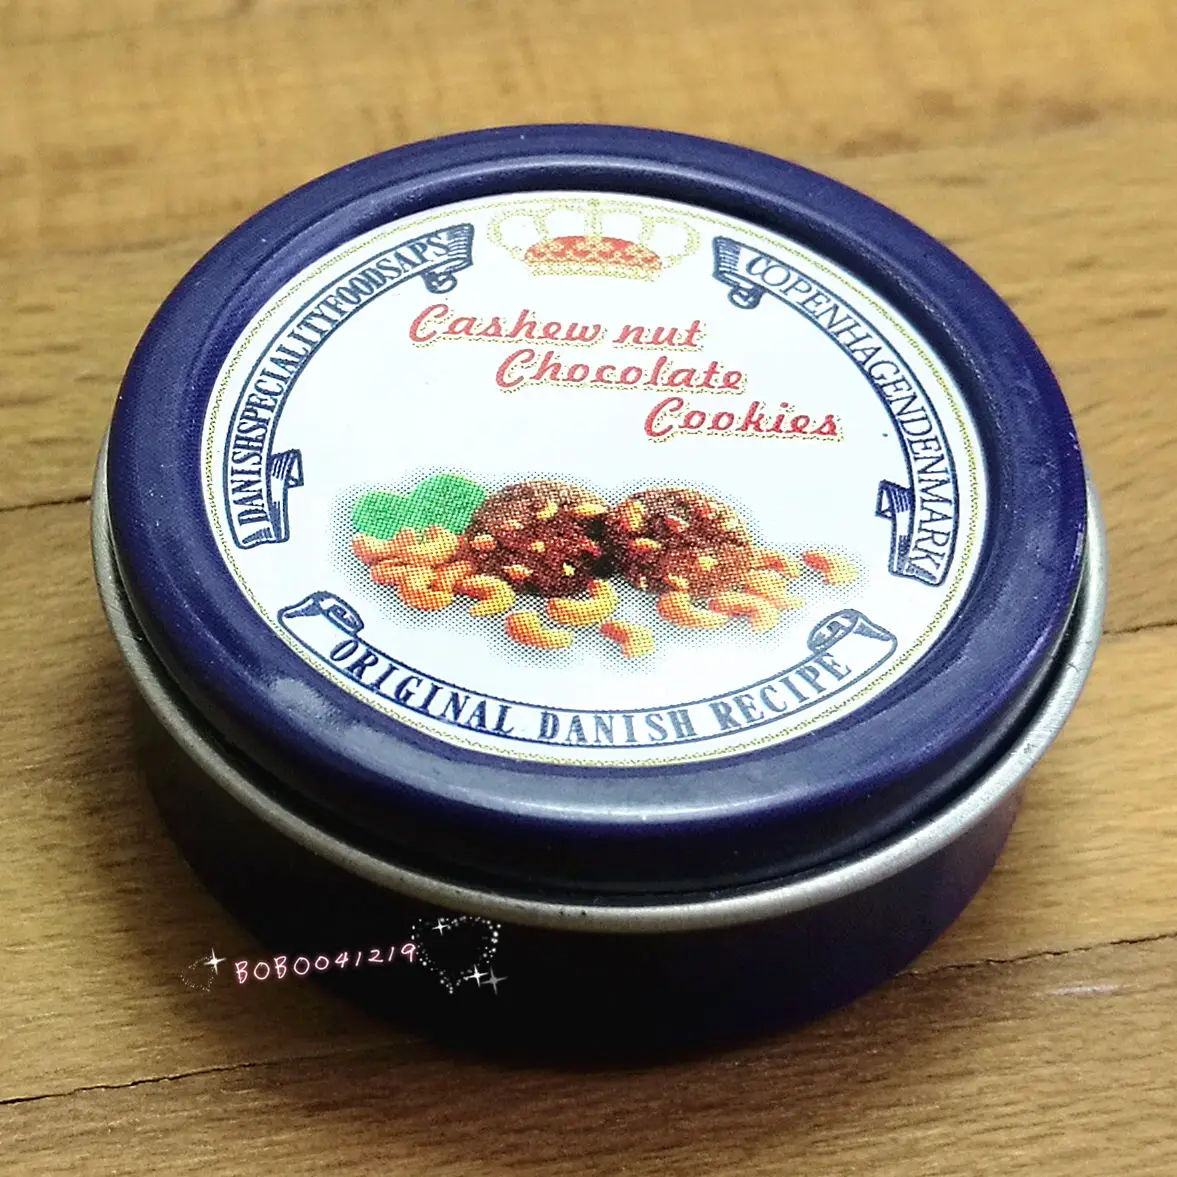 DANISHSPECIALITYFOODSAPS
COPENHAGENDENMARK
Cashew nut
Chocolate
Cookies
ORIGINAL DANISH RECIPE
BOBO041219